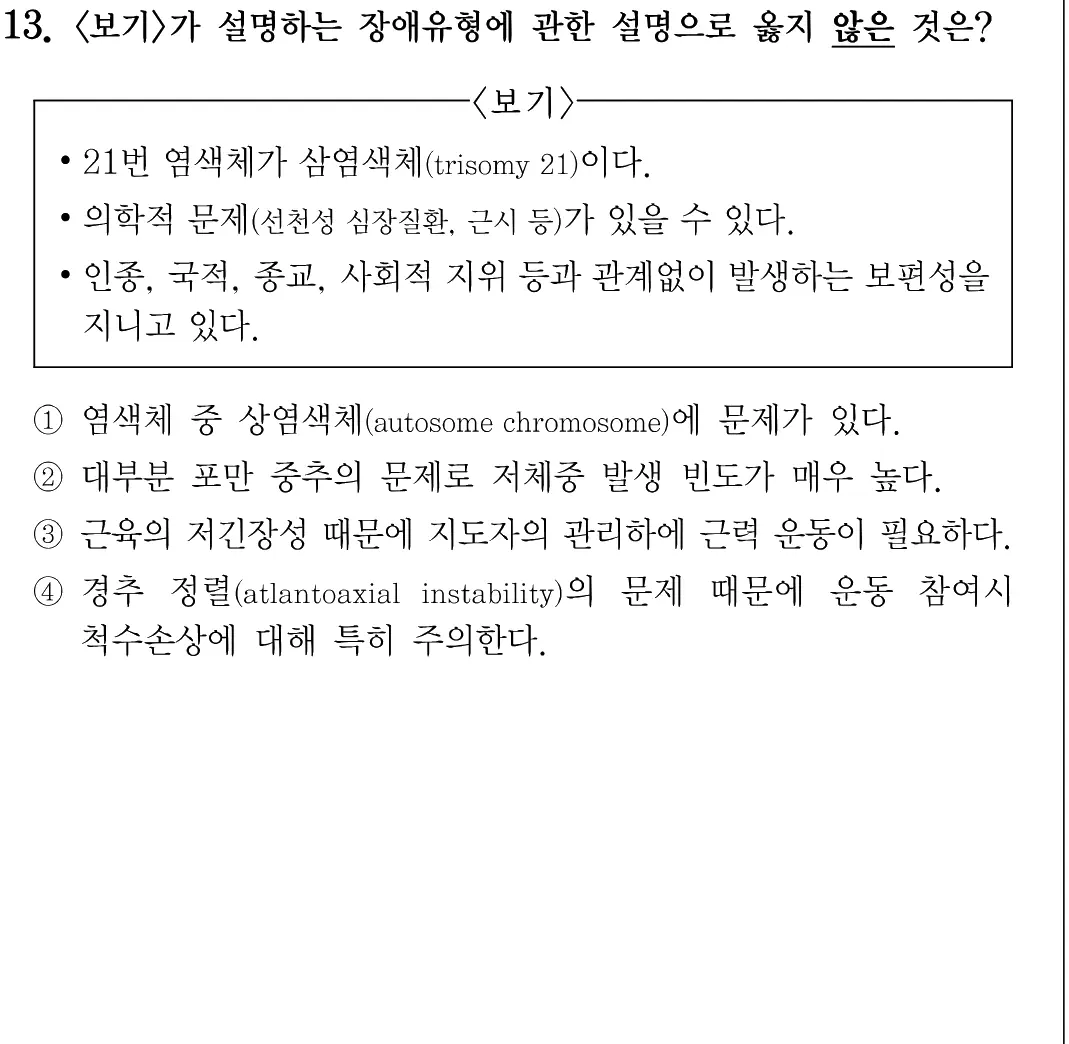 13. 〈보기〉가 설명하는 장애유형에 관한 설명으로 옳지 않은 것은?
〈보기〉
• 21번 염색체가 삼염색체(trisomy 21)이다.
• 의학적 문제(선천성 심장질환, 근시 등)가 있을 수 있다.
• 인종, 국적, 종교, 사회적 지위 등과 관계없이 발생하는 보편성을
지니고 있다.
① 염색체 중 상염색체(autosome chromosome)에 문제가 있다.
② 대부분 포만 중추의 문제로 저체중 발생 빈도가 매우 높다.
③ 근육의 저긴장성 때문에 지도자의 관리하에 근력 운동이 필요하다.
④ 경추 정렬(atlantoaxial instability)의 문제 때문에 운동 참여시
척수손상에 대해 특히 주의한다.